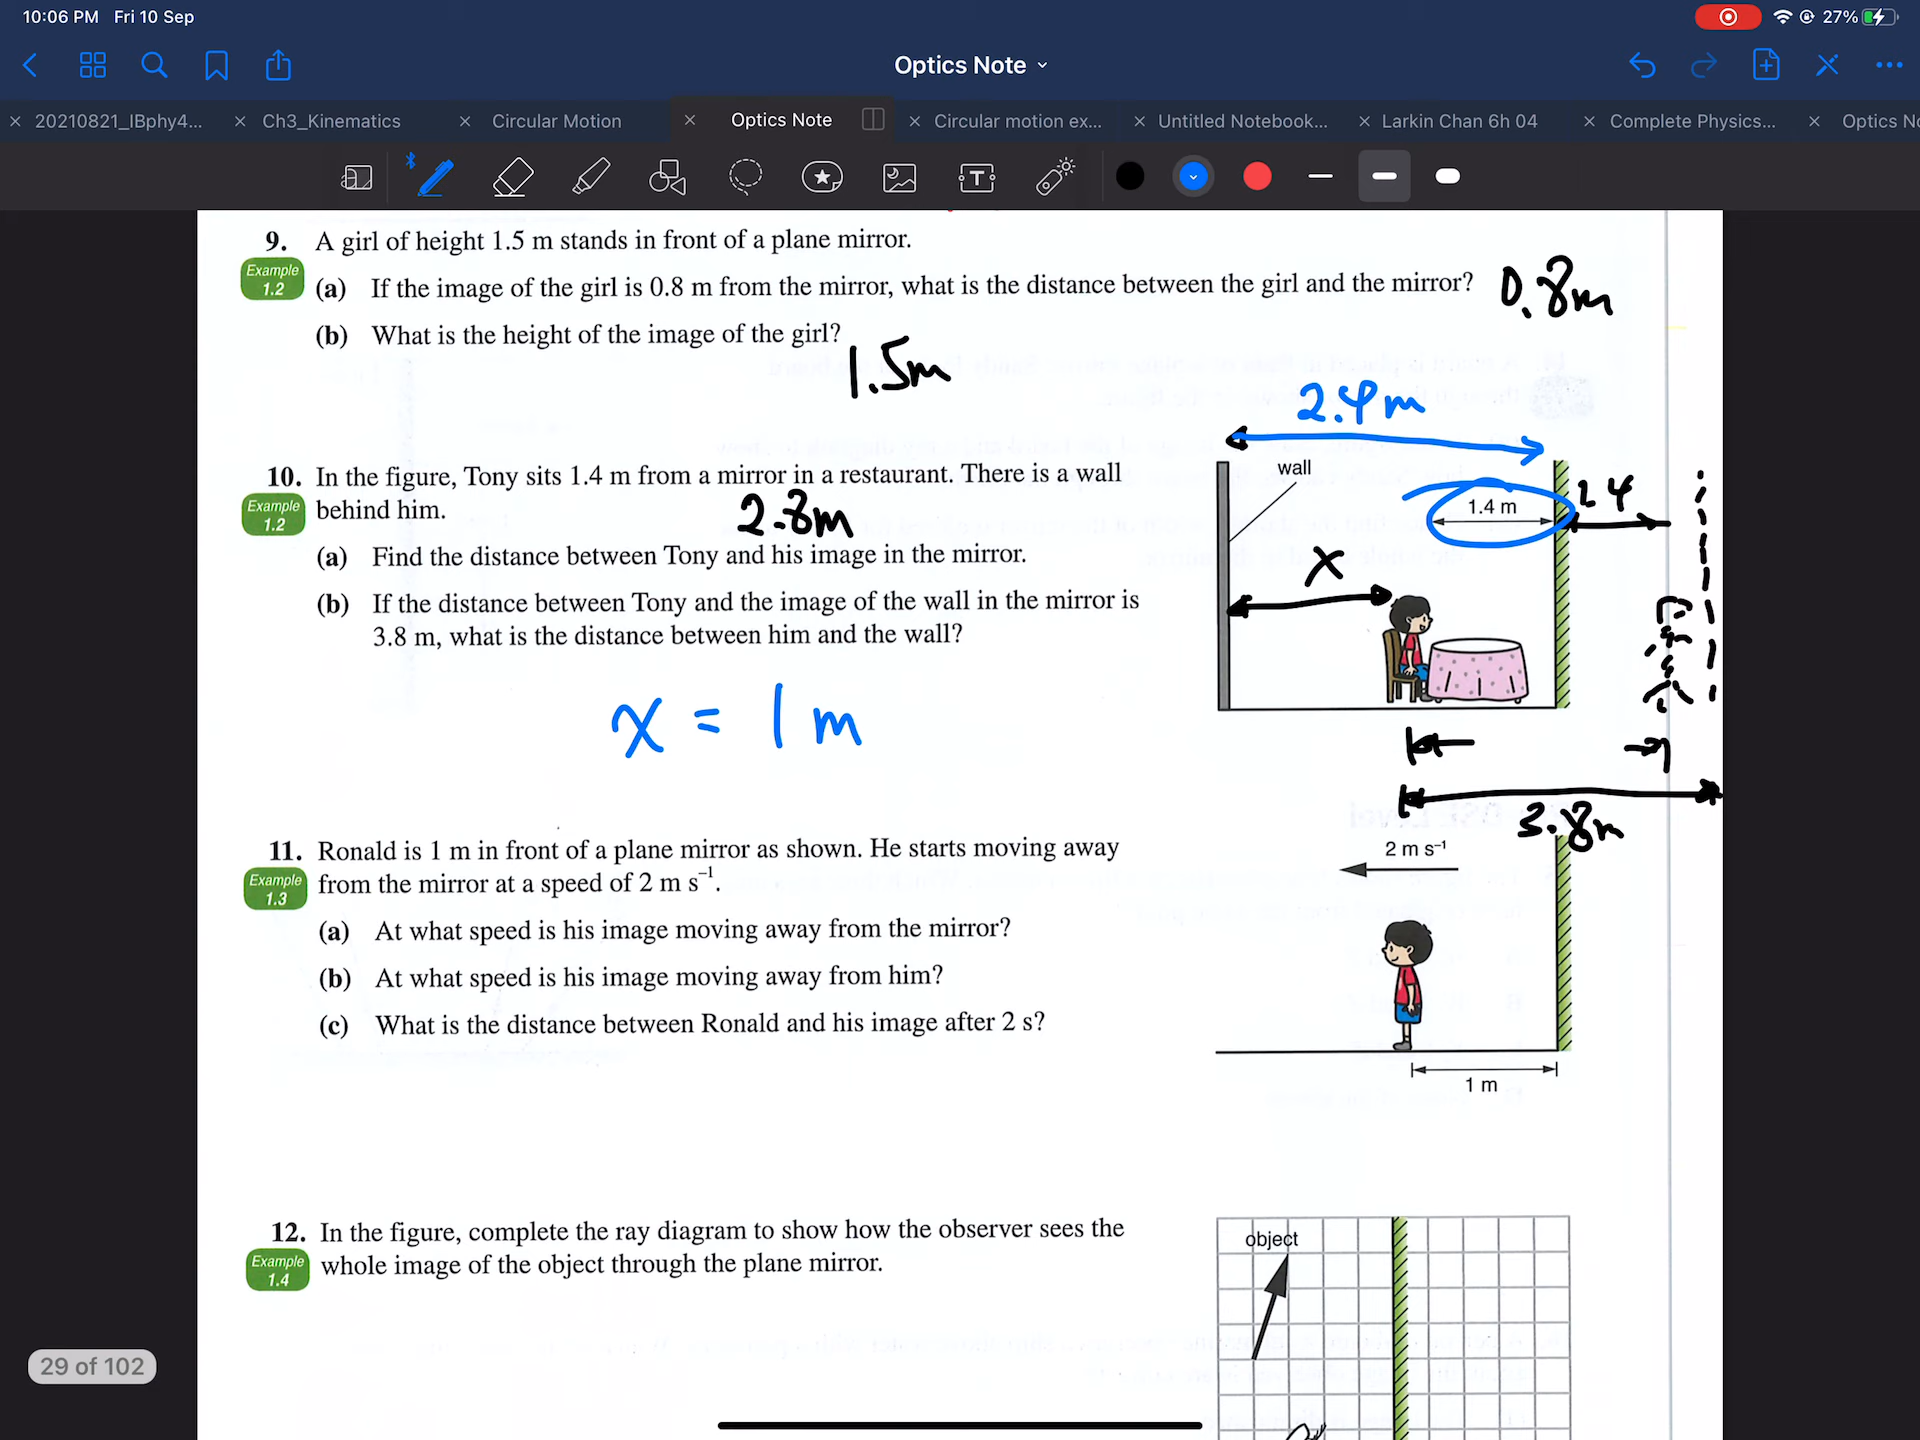 10:06 PM Fri 10 Sep
27%
Optics Note
20210821_IBphy4...
Ch3_Kinematics
Circular Motion
Optics Note
Circular motion ex...
Untitled Notebook...
Larkin Chan 6h 04
Complete Physics...
Optics No
9. A girl of height 1.5 m stands in front of a plane mirror.
Example 1.2
(a) If the image of the girl is 0.8 m from the mirror, what is the distance between the girl and the mirror? 0.8m
(b) What is the height of the image of the girl?
1.5m
2.4m
wall
1.4 m
X
10. In the figure, Tony sits 1.4 m from a mirror in a restaurant. There is a wall
Example 1.2
behind him.
2.8m
(a) Find the distance between Tony and his image in the mirror.
(b) If the distance between Tony and the image of the wall in the mirror is
3.8 m, what is the distance between him and the wall?
x = 1 m
3.8m
11. Ronald is 1 m in front of a plane mirror as shown. He starts moving away
Example 1.3
from the mirror at a speed of 2 m s⁻¹.
(a) At what speed is his image moving away from the mirror?
(b) At what speed is his image moving away from him?
(c) What is the distance between Ronald and his image after 2 s?
2 m s⁻¹
1 m
12. In the figure, complete the ray diagram to show how the observer sees the
Example 1.4
whole image of the object through the plane mirror.
object
29 of 102